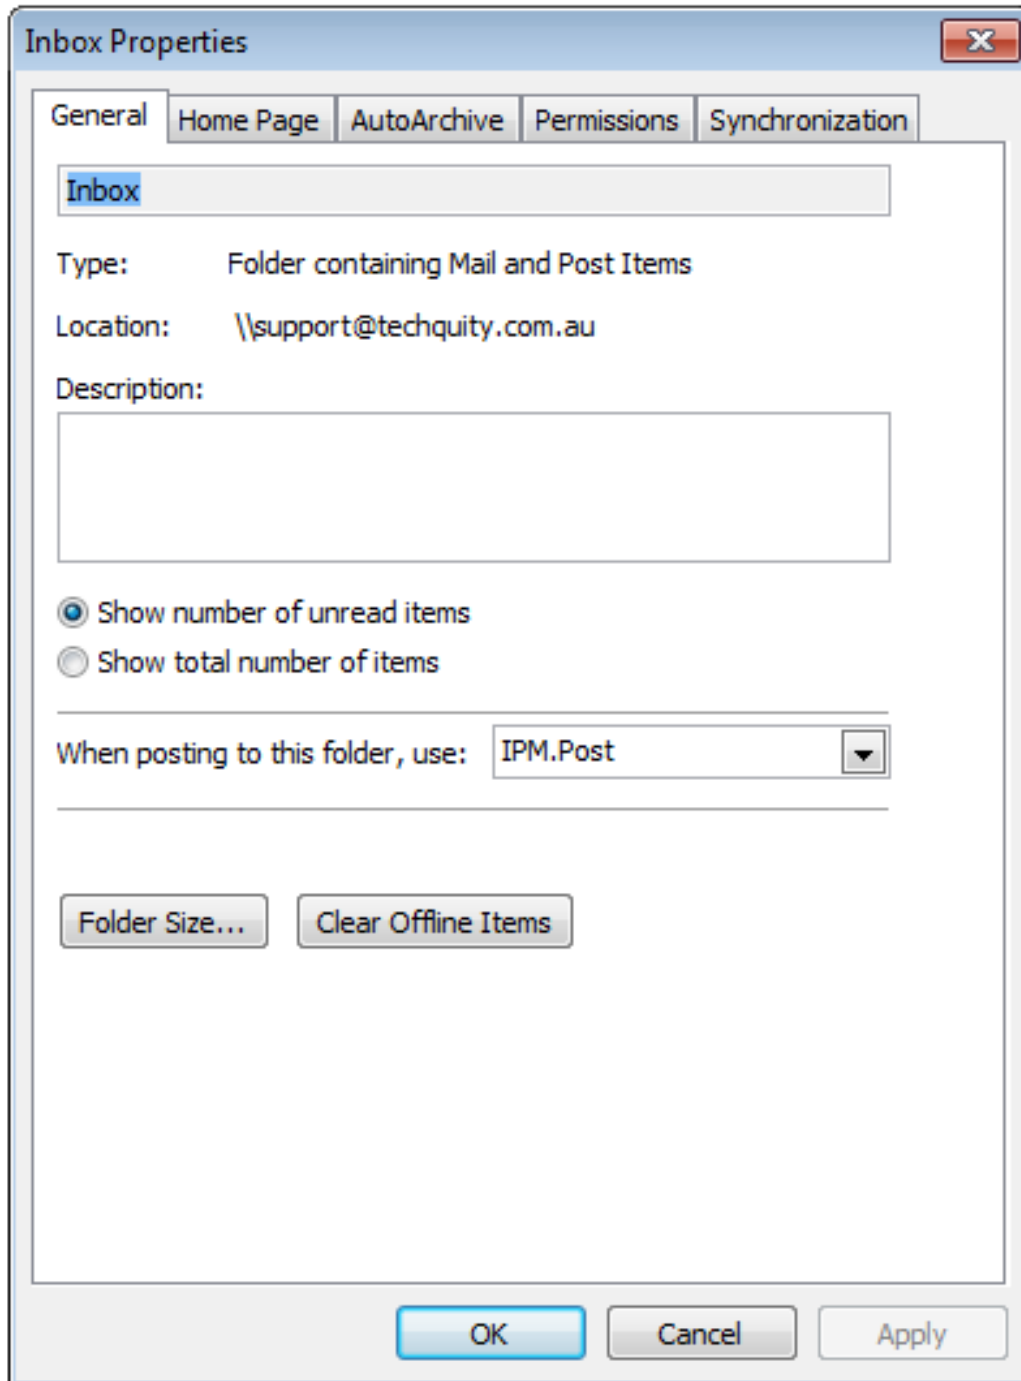 Inbox Properties
General Home Page AutoArchive Permissions Synchronization
Inbox
Type: Folder containing Mail and Post Items
Location: \\support@techquity.com.au
Description:
Show number of unread items
Show total number of items
When posting to this folder, use: IPM.Post
Folder Size... Clear Offline Items
OK Cancel Apply